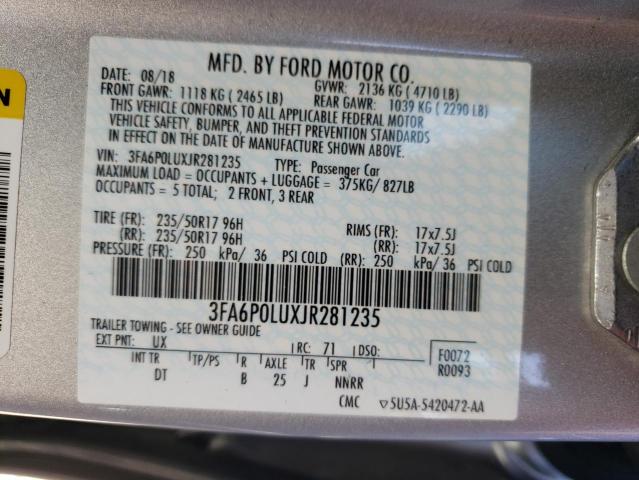 MFD. BY FORD MOTOR CO.
DATE: 08/18
GVWR: 2136 KG ( 4710 LB)
FRONT GAWR: 1118 KG ( 2465 LB)
REAR GAWR: 1039 KG ( 2290 LB)
THIS VEHICLE CONFORMS TO ALL APPLICABLE FEDERAL MOTOR
VEHICLE SAFETY, BUMPER, AND THEFT PREVENTION STANDARDS
IN EFFECT ON THE DATE OF MANUFACTURE SHOWN ABOVE.
VIN: 3FA6P0LUXJR281235 TYPE: Passenger Car
MAXIMUM LOAD = OCCUPANTS + LUGGAGE = 375KG/ 827LB
OCCUPANTS = 5 TOTAL; 2 FRONT, 3 REAR
TIRE (FR): 235/50R17 96H RIMS (FR): 17x7.5J
(RR): 235/50R17 96H (RR): 17x7.5J
PRESSURE (FR): 250 kPa/ 36 PSI COLD (RR): 250 kPa/ 36 PSI COLD
3FA6P0LUXJR281235
TRAILER TOWING - SEE OWNER GUIDE
EXT PNT: UX RC: 71 DSO: F0072
INT TR TP/PS R AXLE TR SPR R0093
DT B 25 J NNRR
CMC ▽5U5A-5420472-AA
N